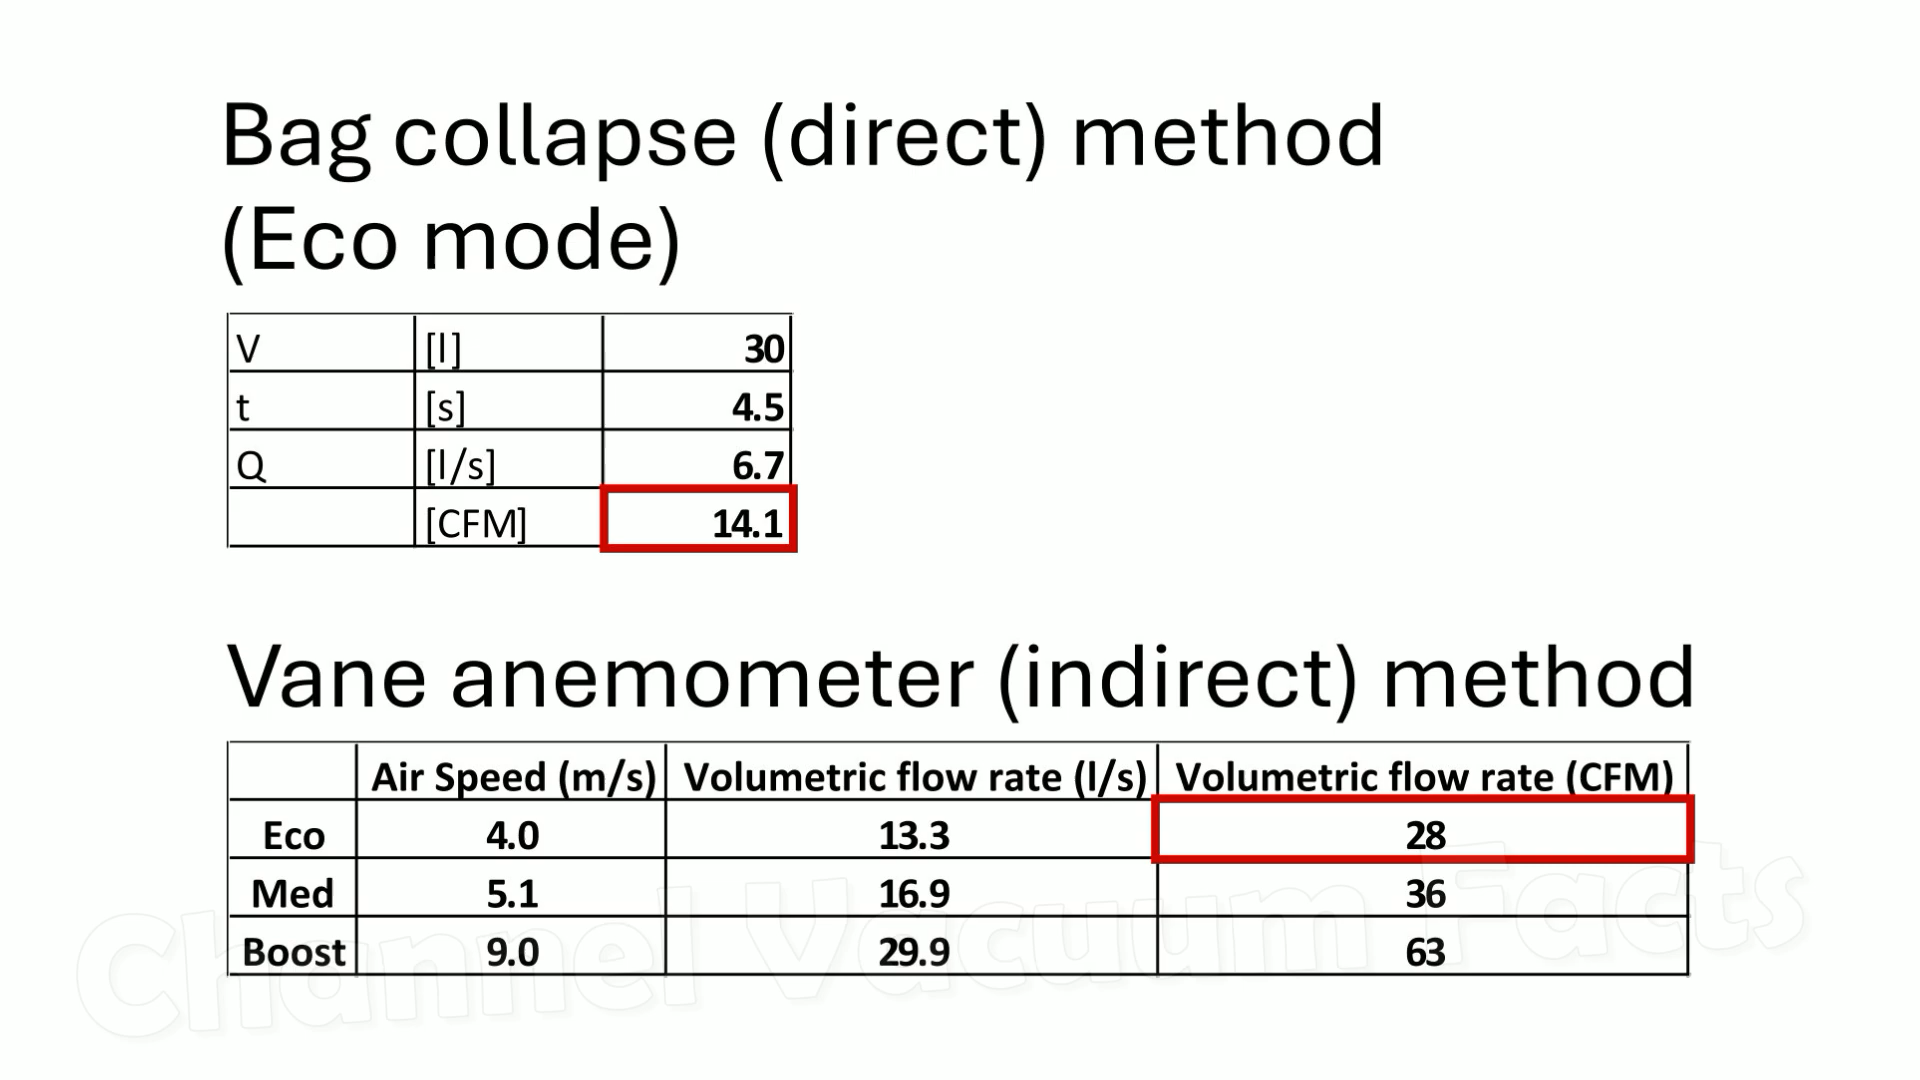 Bag collapse (direct) method
(Eco mode)
V [l] 30
t [s] 4.5
Q [l/s] 6.7
[CFM] 14.1
Vane anemometer (indirect) method
Air Speed (m/s) Volumetric flow rate (l/s) Volumetric flow rate (CFM)
Eco 4.0 13.3 28
Med 5.1 16.9 36
Boost 9.0 29.9 63
Channel Vacuum Facts